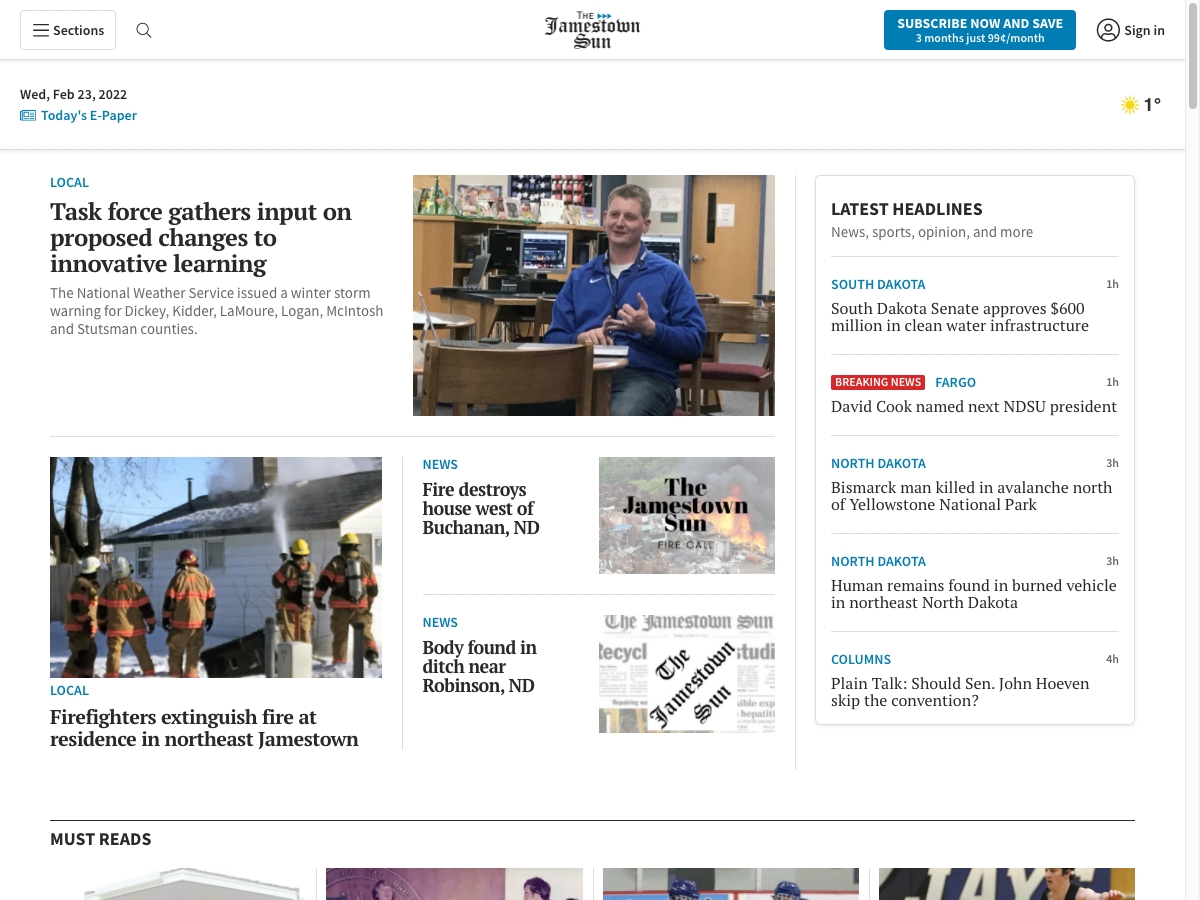 Sections
THE
Jamestown
Sun
SUBSCRIBE NOW AND SAVE
3 months just 99¢/month
Sign in
Wed, Feb 23, 2022
Today's E-Paper
1°
LOCAL
Task force gathers input on
proposed changes to
innovative learning
The National Weather Service issued a winter storm
warning for Dickey, Kidder, LaMoure, Logan, McIntosh
and Stutsman counties.
LOCAL
Firefighters extinguish fire at
residence in northeast Jamestown
NEWS
Fire destroys
house west of
Buchanan, ND
The
Jamestown
Sun
FIRE CALL
NEWS
Body found in
ditch near
Robinson, ND
The Jamestown Sun
The
Jamestown
Sun
LATEST HEADLINES
News, sports, opinion, and more
SOUTH DAKOTA 1h
South Dakota Senate approves $600
million in clean water infrastructure
BREAKING NEWS FARGO 1h
David Cook named next NDSU president
NORTH DAKOTA 3h
Bismarck man killed in avalanche north
of Yellowstone National Park
NORTH DAKOTA 3h
Human remains found in burned vehicle
in northeast North Dakota
COLUMNS 4h
Plain Talk: Should Sen. John Hoeven
skip the convention?
MUST READS
JAYS